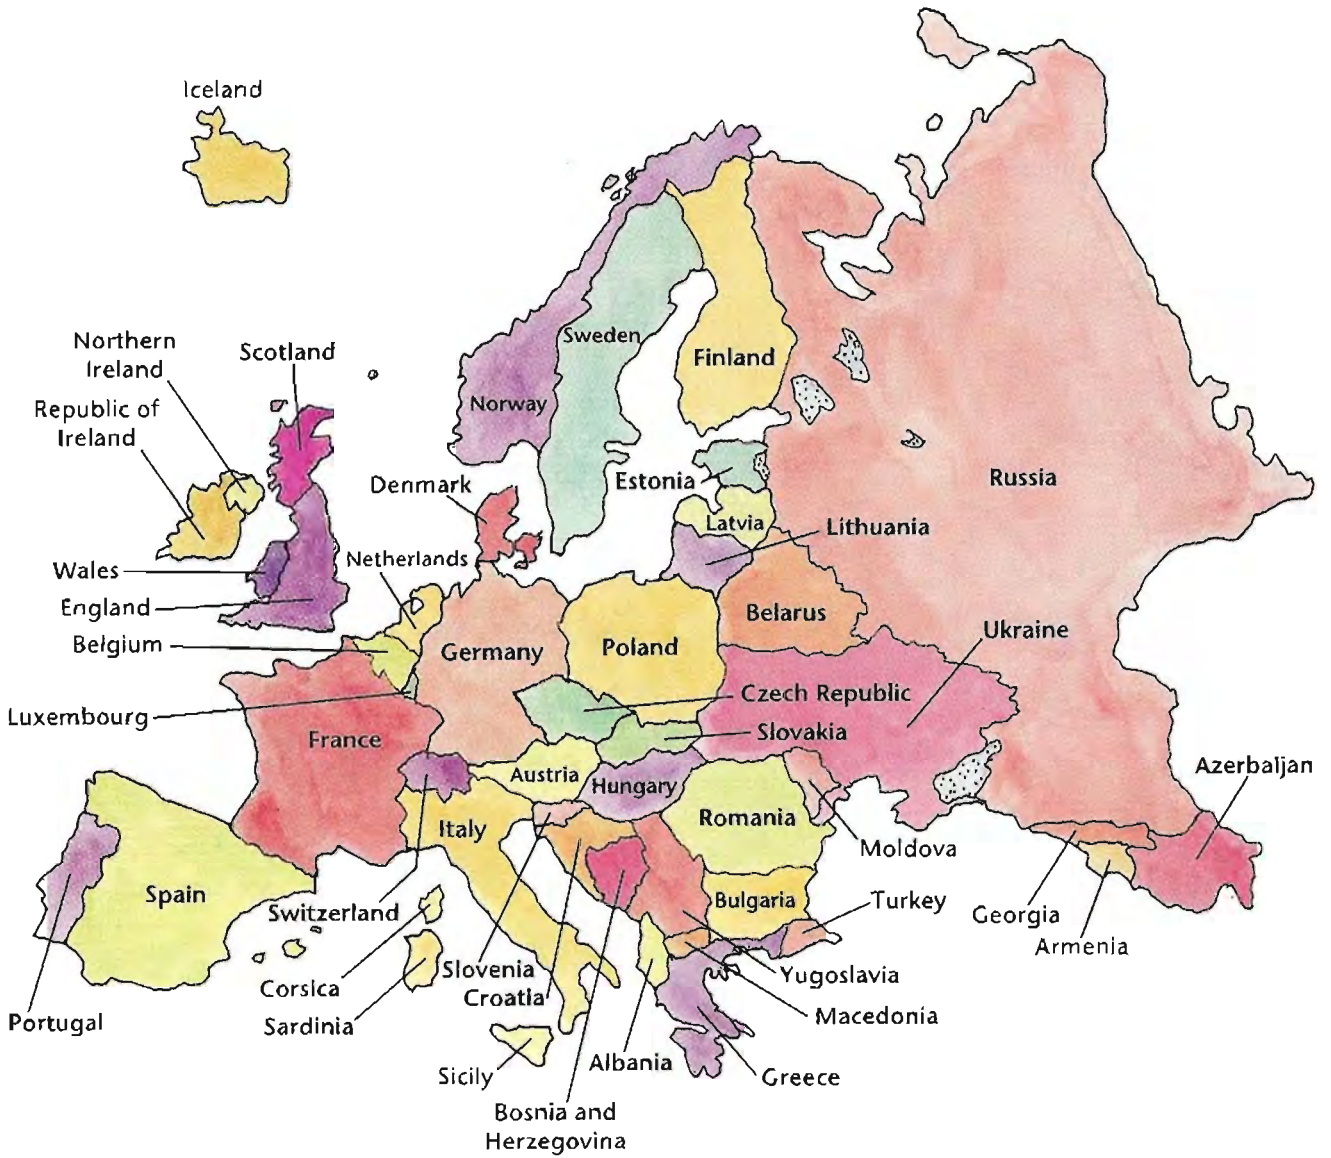 Iceland
Northern
Ireland
Scotland
Republic of
Ireland
Sweden
Finland
Norway
Russia
Denmark
Estonia
Latvia
Lithuania
Netherlands
Wales
England
Belgium
Belarus
Ukraine
Germany
Poland
Czech Republic
Luxembourg
Slovakia
France
Austria
Hungary
Azerbaijan
Italy
Romania
Moldova
Spain
Switzerland
Bulgaria
Turkey
Georgia
Armenia
Slovenia
Yugoslavia
Corsica
Croatia
Sardinia
Macedonia
Portugal
Albania
Sicily
Greece
Bosnia and
Herzegovina